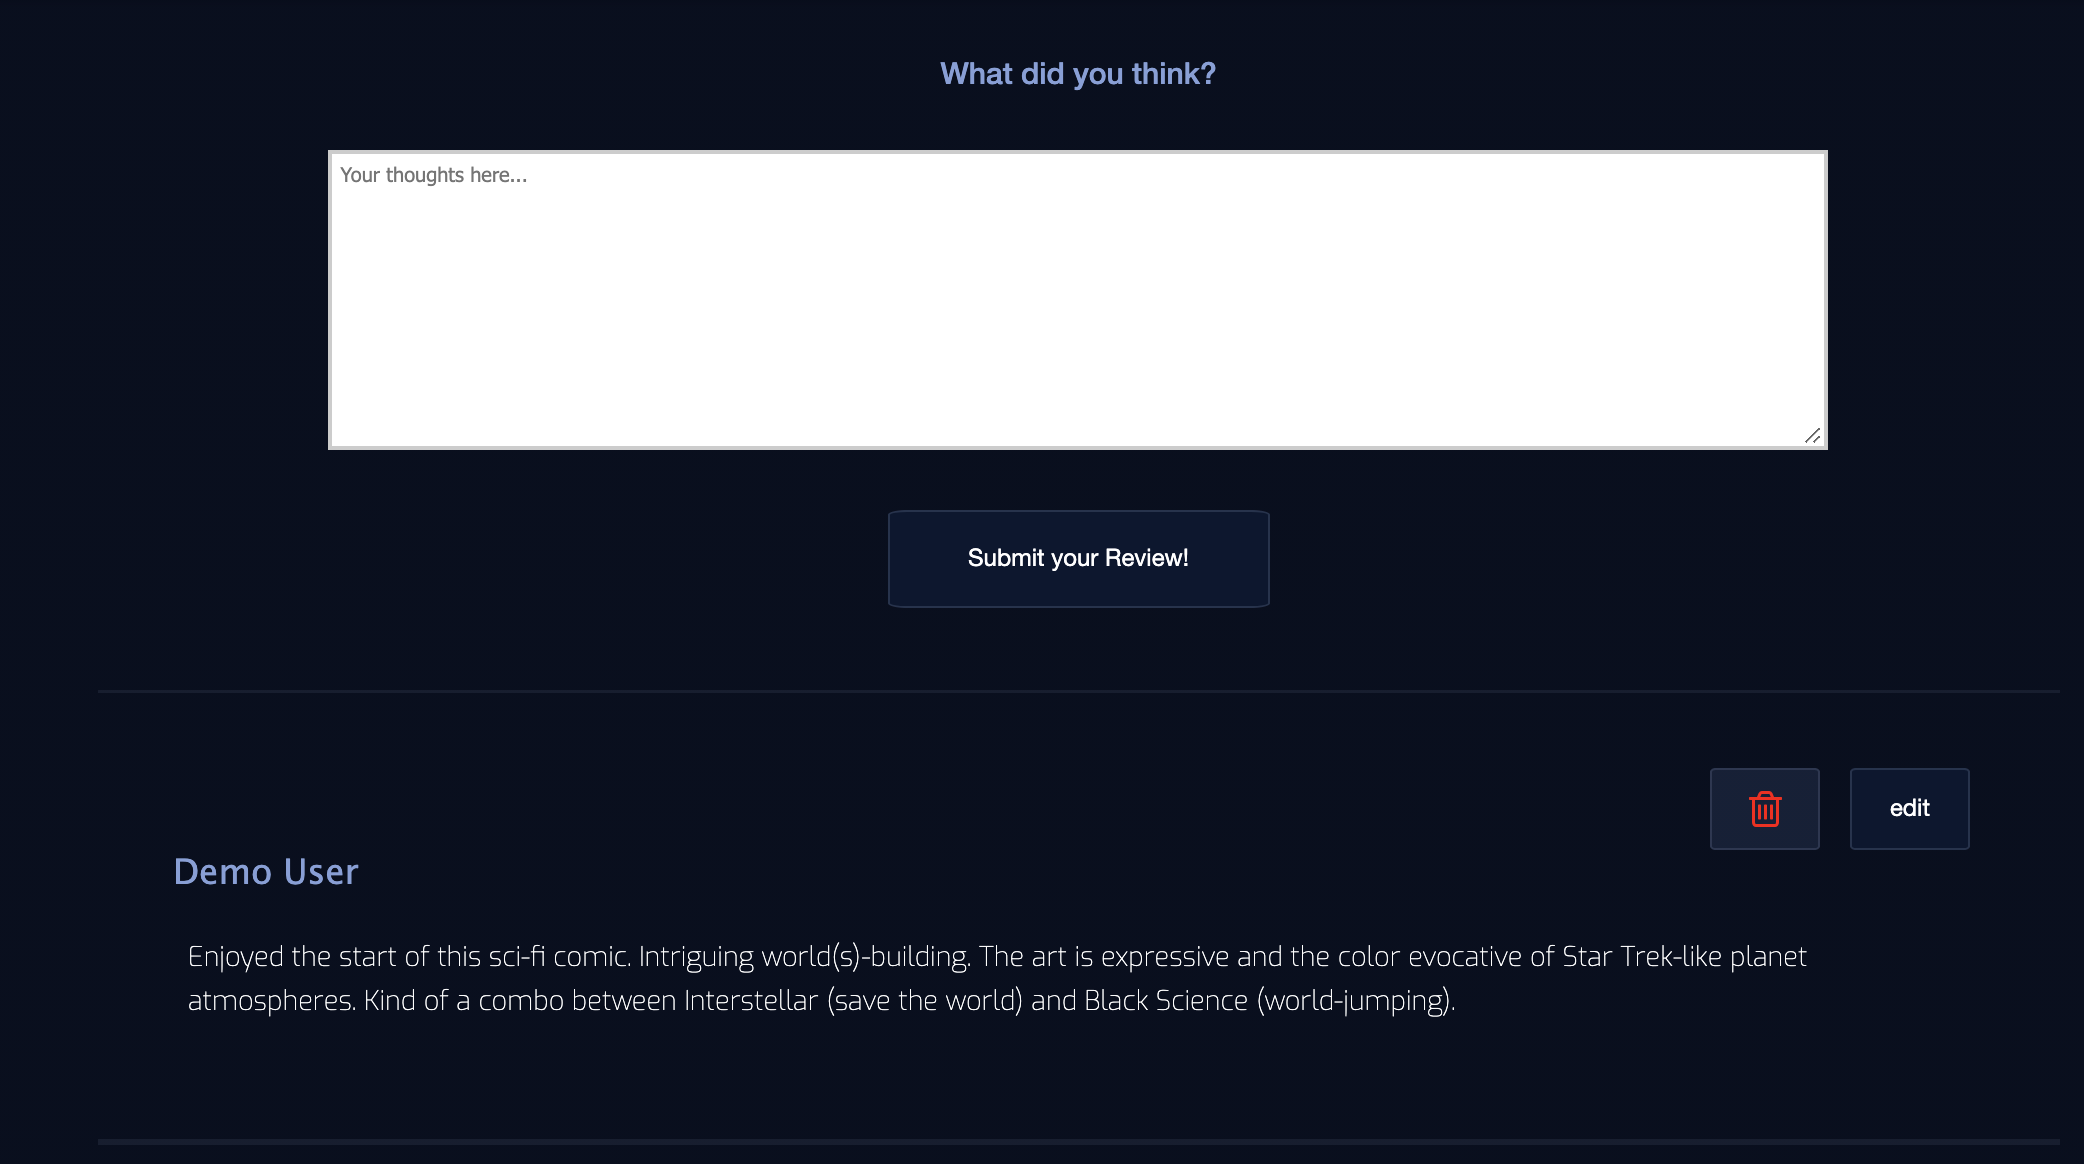 What did you think?
Your thoughts here...
Submit your Review!
edit
Demo User
Enjoyed the start of this sci-fi comic. Intriguing world(s)-building. The art is expressive and the color evocative of Star Trek-like planet
atmospheres. Kind of a combo between Interstellar (save the world) and Black Science (world-jumping).